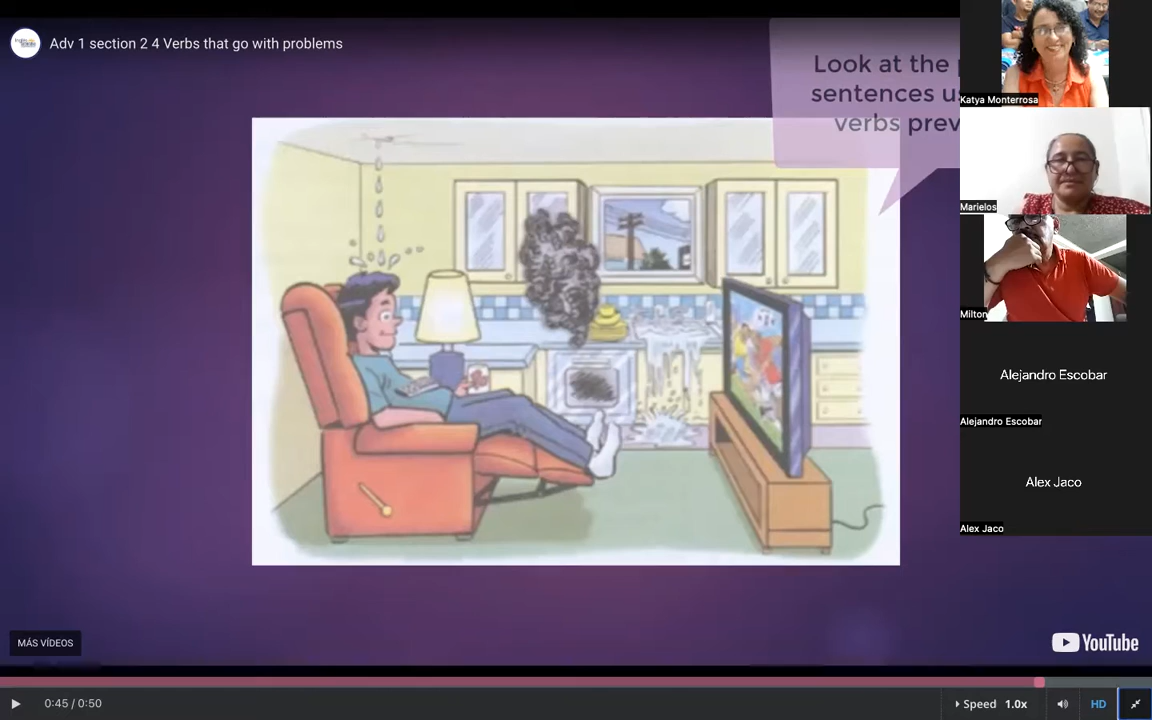 Adv 1 section 2 4 Verbs that go with problems
Look at the
sentences
verbs
Katya Monterrosa
Marielos
Milton
Alejandro Escobar
Alejandro Escobar
Alex Jaco
Alex Jaco
MÁS VÍDEOS
YouTube
0:45 / 0:50
Speed 1.0x
HD